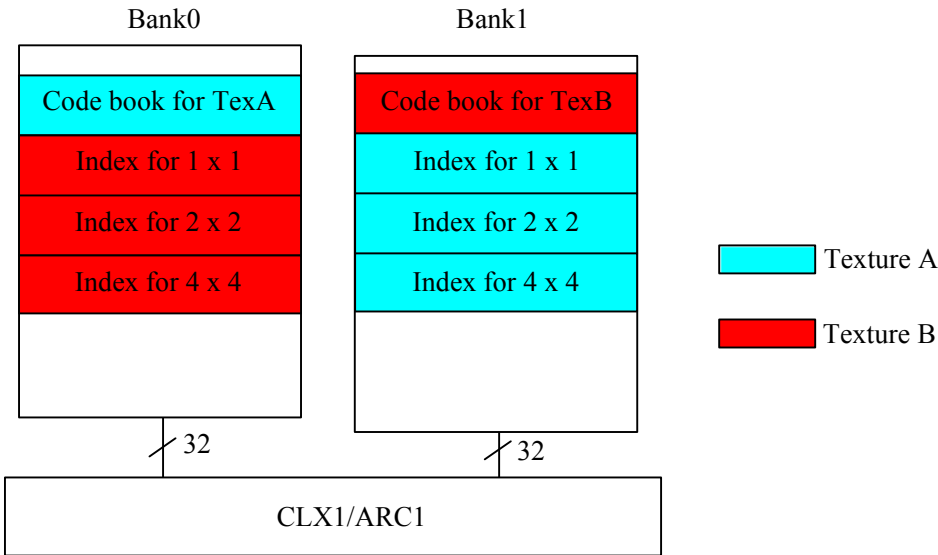 Bank0
Code book for TexA
Index for 1 x 1
Index for 2 x 2
Index for 4 x 4
32
Bank1
Code book for TexB
Index for 1 x 1
Index for 2 x 2
Index for 4 x 4
32
Texture A
Texture B
CLX1/ARC1